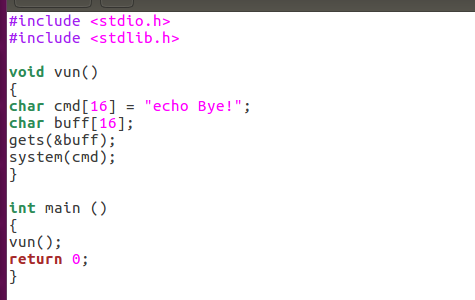 #include <stdio.h>
#include <stdlib.h>
void vun()
{
char cmd[16] = "echo Bye!";
char buff[16];
gets(&buff);
system(cmd);
}
int main ()
{
vun();
return 0;
}